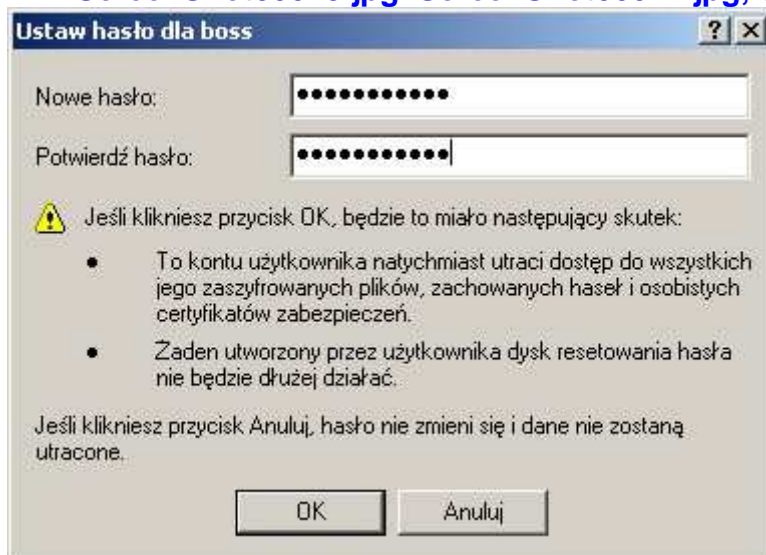 Ustaw hasło dla boss
Nowe hasło:
Potwierdź hasło:
Jeśli klikniesz przycisk OK, będzie to miało następujący skutek:
• To kontu użytkownika natychmiast utraci dostęp do wszystkich
jego zaszyfrowanych plików, zachowanych haseł i osobistych
certyfikatów zabezpieczeń.
• Żaden utworzony przez użytkownika dysk resetowania hasła
nie będzie dłużej działać.
Jeśli klikniesz przycisk Anuluj, hasło nie zmieni się i dane nie zostaną
utracone.
OK Anuluj